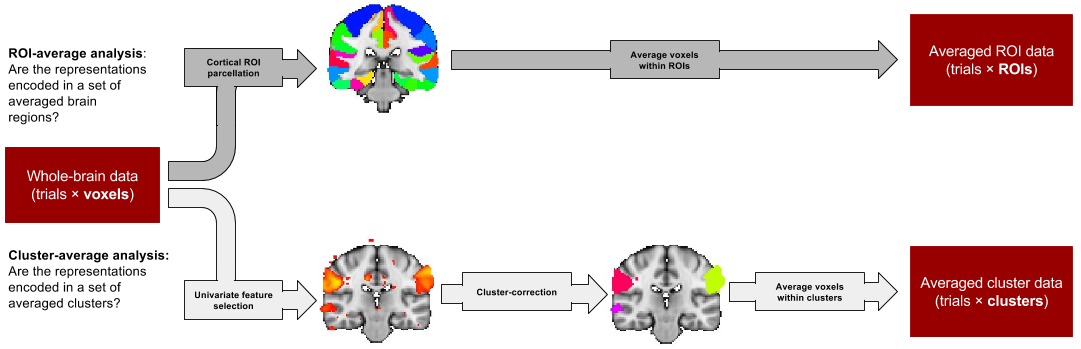 ROI-average analysis:
Are the representations
encoded in a set of
averaged brain
regions?
Cortical ROI
parcellation
Average voxels
within ROIs
Averaged ROI data
(trials × ROIs)
Whole-brain data
(trials × voxels)
Cluster-average analysis:
Are the representations
encoded in a set of
averaged clusters?
Univariate feature
selection
Cluster-correction
Average voxels
within clusters
Averaged cluster data
(trials × clusters)